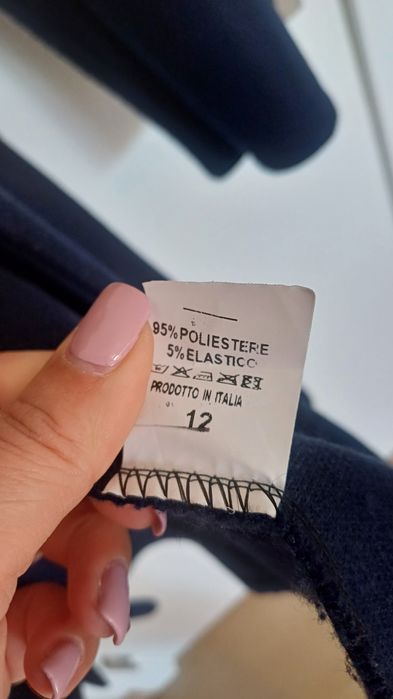 95%POLIESTERE
5%ELASTICO
PRODOTTO IN ITALIA
12